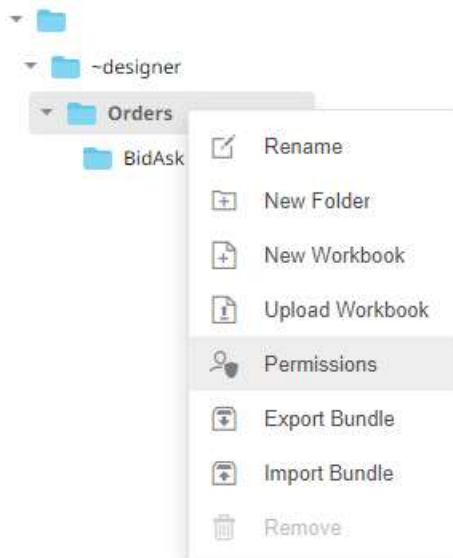 ~designer
Orders
BidAsk
Rename
New Folder
New Workbook
Upload Workbook
Permissions
Export Bundle
Import Bundle
Remove